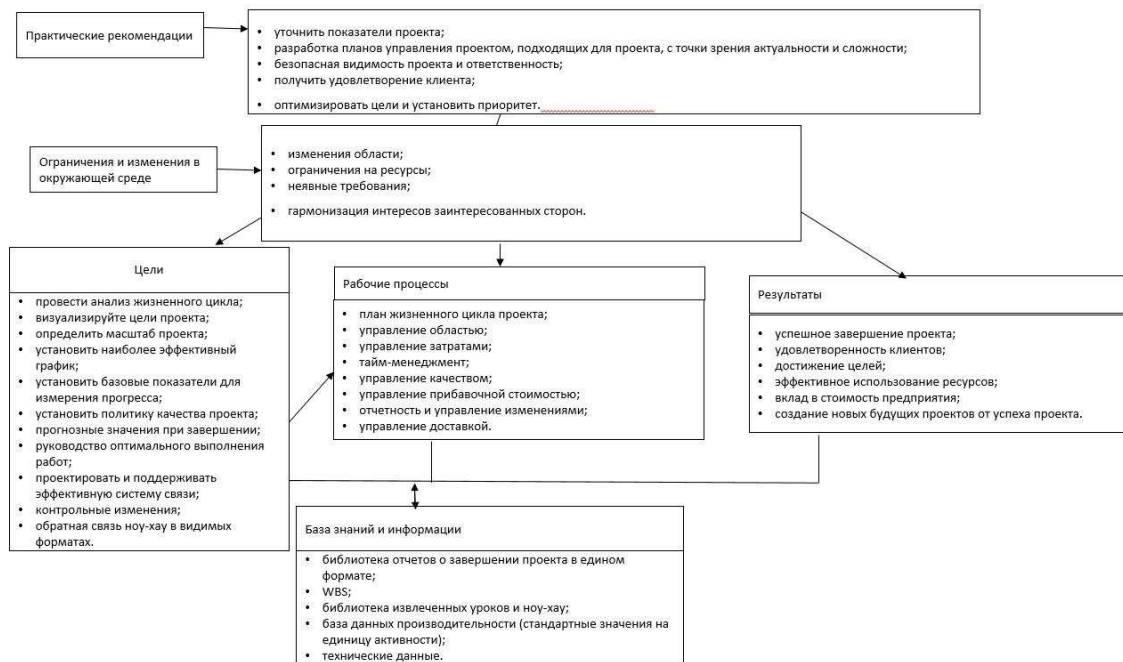 Практические рекомендации
• уточнить показатели проекта;
• разработка планов управления проектом, подходящих для проекта, с точки зрения актуальности и сложности;
• безопасная видимость проекта и ответственность;
• получить удовлетворение клиента;
• оптимизировать цели и установить приоритет.
Ограничения и изменения в
окружающей среде
• изменения области;
• ограничения на ресурсы;
• неявные требования;
• гармонизация интересов заинтересованных сторон.
Цели
• провести анализ жизненного цикла;
• визуализируйте цели проекта;
• определить масштаб проекта;
• установить наиболее эффективный
график;
• установить базовые показатели для
измерения прогресса;
• установить политику качества проекта;
• прогнозные значения при завершении;
• руководство оптимального выполнения
работ;
• проектировать и поддерживать
эффективную систему связи;
• контрольные изменения;
• обратная связь ноу-хау в видимых
форматах.
Рабочие процессы
• план жизненного цикла проекта;
• управление областью;
• управление затратами;
• тайм-менеджмент;
• управление качеством;
• управление прибавочной стоимостью;
• отчетность и управление изменениями;
• управление доставкой.
Результаты
• успешное завершение проекта;
• удовлетворенность клиентов;
• достижение целей;
• эффективное использование ресурсов;
• вклад в стоимость предприятия;
• создание новых будущих проектов от успеха проекта.
База знаний и информации
• библиотека отчетов о завершении проекта в едином
формате;
• WBS;
• библиотека извлеченных уроков и ноу-хау;
• база данных производительности (стандартные значения на
единицу активности);
• технические данные.